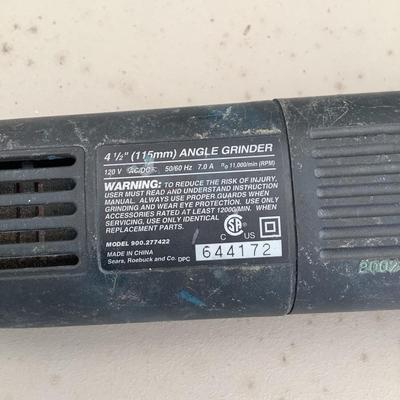 4 ½" (115mm) ANGLE GRINDER
120 V AC/DC 50/60 Hz 7.0 A n₀ 11,000/min (RPM)
WARNING: TO REDUCE THE RISK OF INJURY,
USER MUST READ AND UNDERSTAND INSTRUCTION
MANUAL. ALWAYS USE PROPER GUARDS WHEN
GRINDING AND WEAR EYE PROTECTION. USE ONLY
ACCESSORIES RATED AT LEAST 12000/MIN. WHEN
SERVICING, USE ONLY IDENTICAL
REPLACEMENT PARTS.
MODEL 900.277422
MADE IN CHINA
Sears, Roebuck and Co. DPC
SA
C US
644172